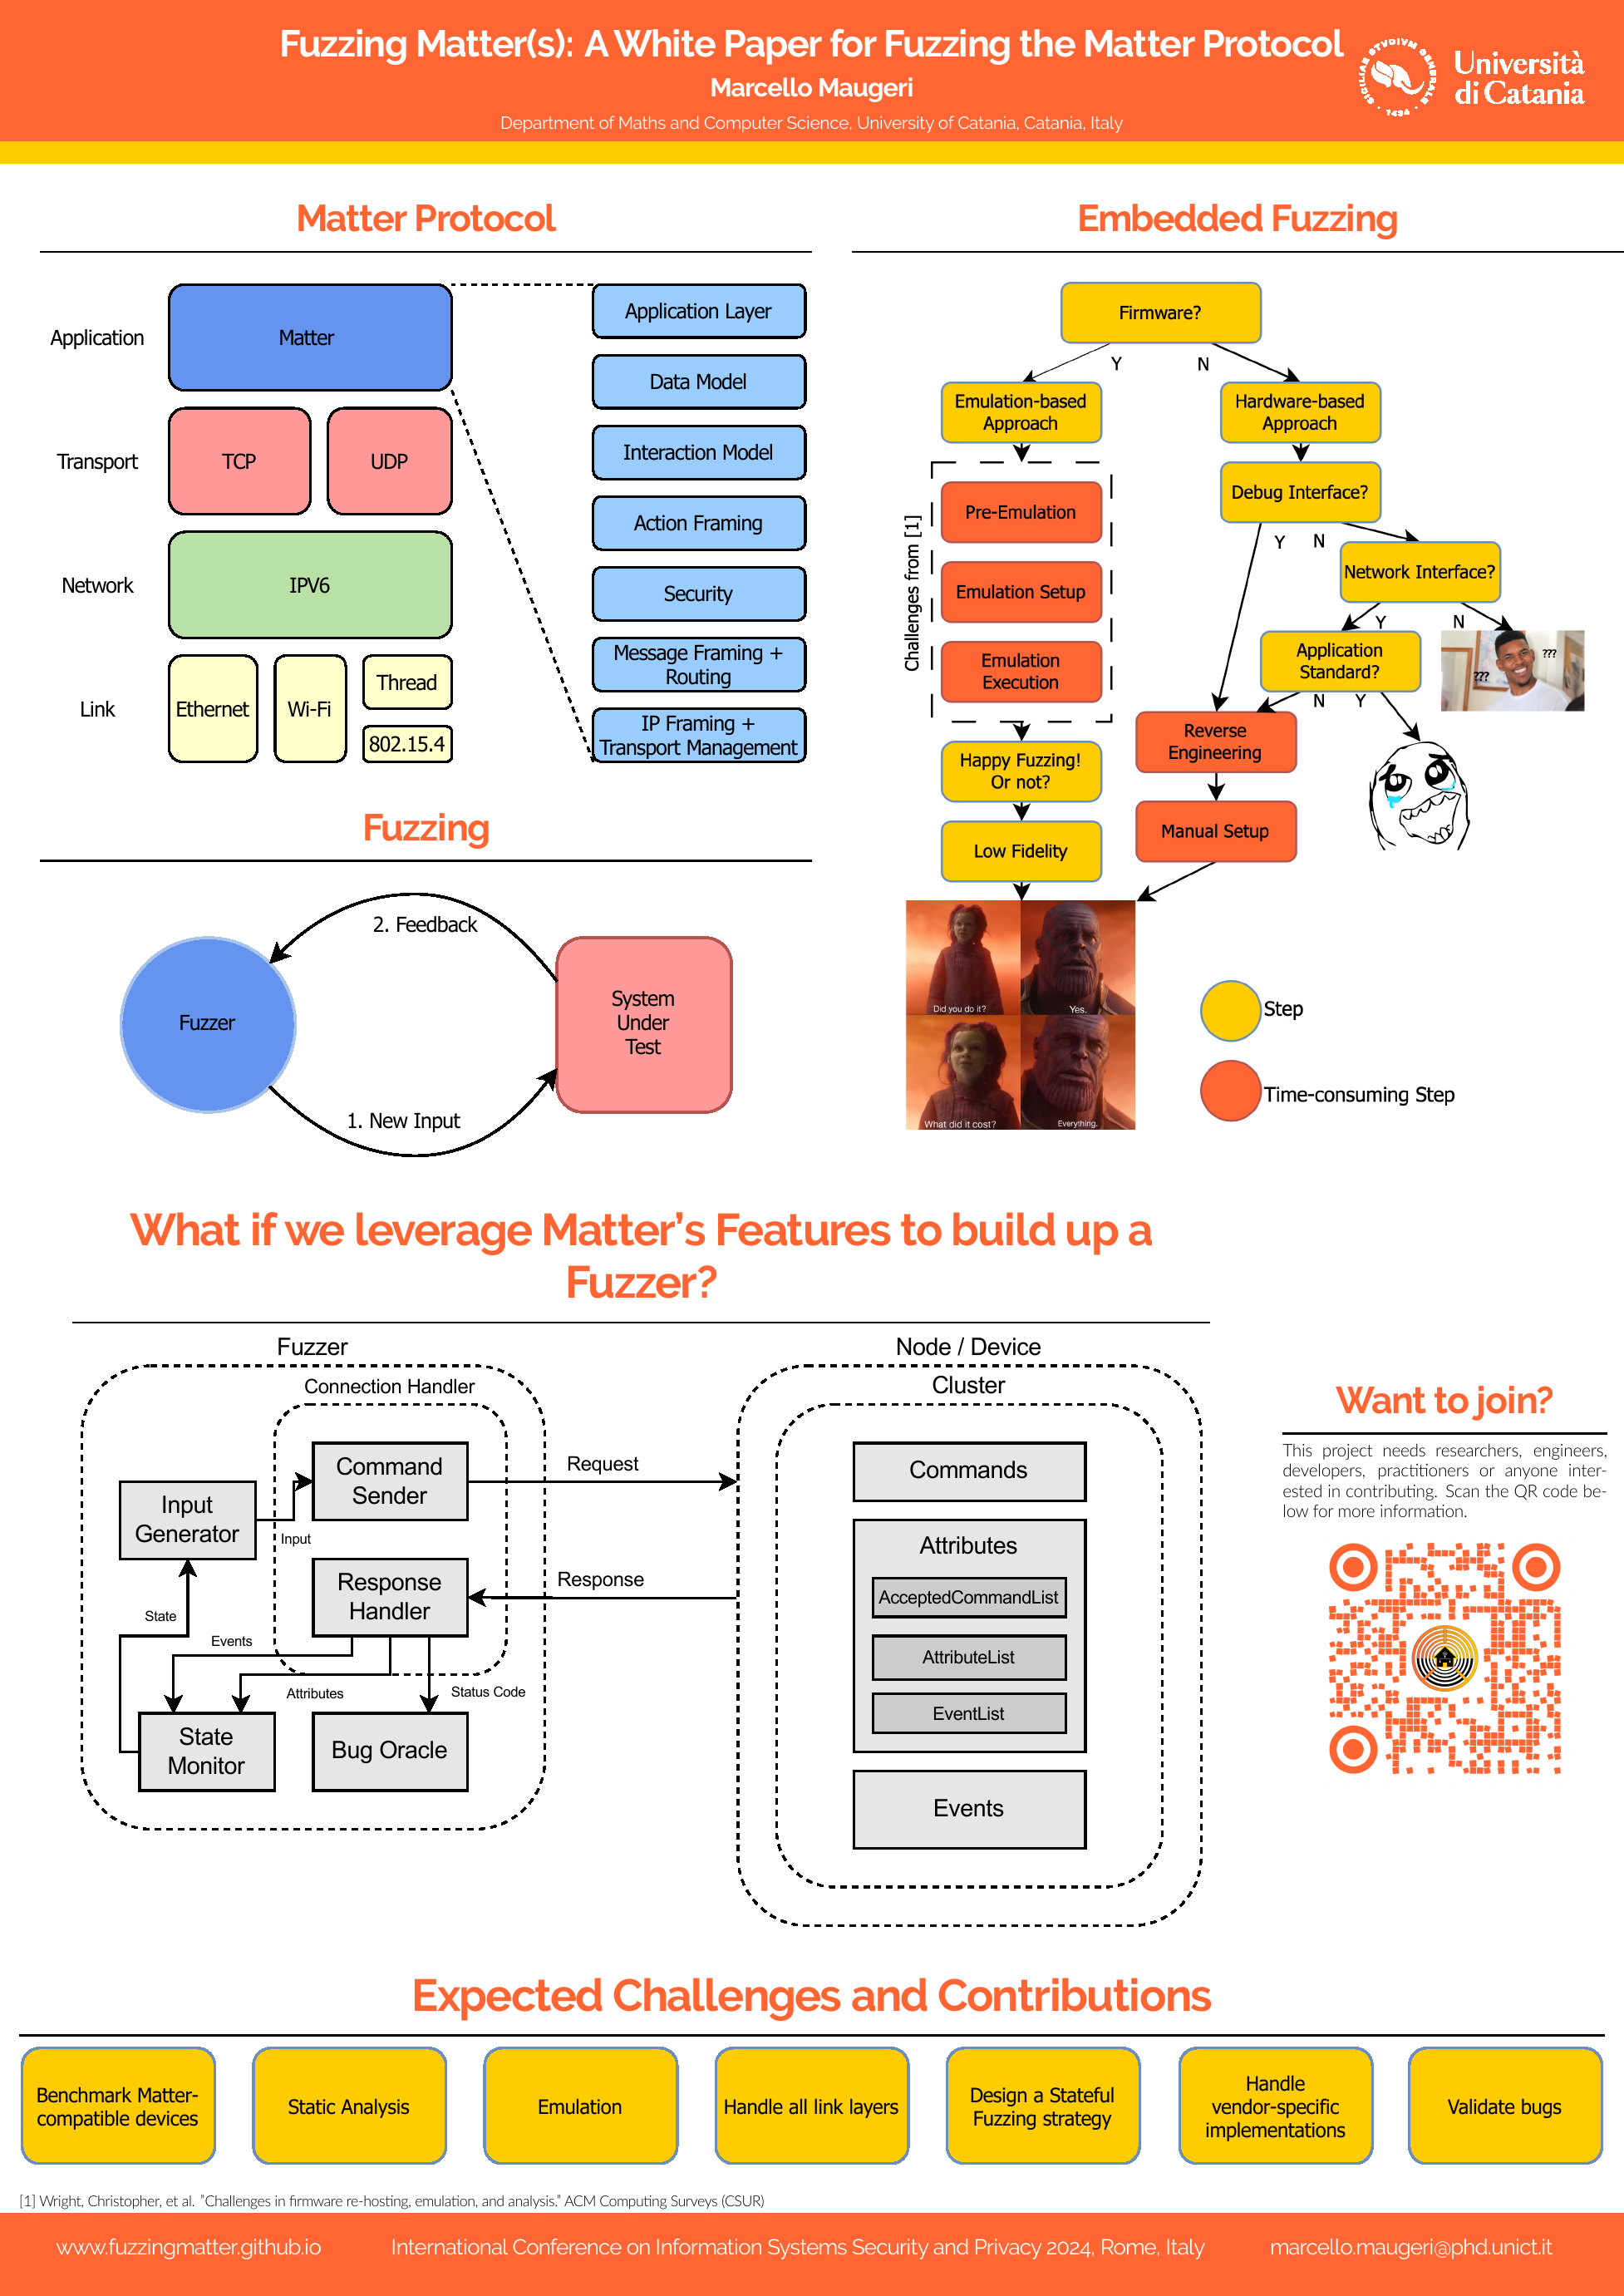 Fuzzing Matter(s): A White Paper for Fuzzing the Matter Protocol
Marcello Maugeri
Department of Maths and Computer Science, University of Catania, Catania, Italy
SICILIAE STVDIVM GENERALE 1434
Università
di Catania
Matter Protocol
Application
Matter
Transport
TCP
UDP
Network
IPV6
Link
Ethernet
Wi-Fi
Thread
802.15.4
Application Layer
Data Model
Interaction Model
Action Framing
Security
Message Framing +
Routing
IP Framing +
Transport Management
Fuzzing
2. Feedback
Fuzzer
System
Under
Test
1. New Input
Embedded Fuzzing
Firmware?
Y
N
Emulation-based
Approach
Hardware-based
Approach
Challenges from [1]
Pre-Emulation
Emulation Setup
Emulation
Execution
Debug Interface?
Y
N
Network Interface?
Y
N
Application
Standard?
???
???
N
Y
Reverse
Engineering
Happy Fuzzing!
Or not?
Manual Setup
Low Fidelity
Did you do it?
Yes.
What did it cost?
Everything.
Step
Time-consuming Step
What if we leverage Matter's Features to build up a
Fuzzer?
Fuzzer
Connection Handler
Command
Sender
Input
Generator
Input
Response
Handler
State
Events
Attributes
Status Code
State
Monitor
Bug Oracle
Request
Response
Node / Device
Cluster
Commands
Attributes
AcceptedCommandList
AttributeList
EventList
Events
Want to join?
This project needs researchers, engineers,
developers, practitioners or anyone inter-
ested in contributing. Scan the QR code be-
low for more information.
Expected Challenges and Contributions
Benchmark Matter-
compatible devices
Static Analysis
Emulation
Handle all link layers
Design a Stateful
Fuzzing strategy
Handle
vendor-specific
implementations
Validate bugs
[1] Wright, Christopher, et al. "Challenges in firmware re-hosting, emulation, and analysis." ACM Computing Surveys (CSUR)
www.fuzzingmatter.github.io
International Conference on Information Systems Security and Privacy 2024, Rome, Italy
marcello.maugeri@phd.unict.it